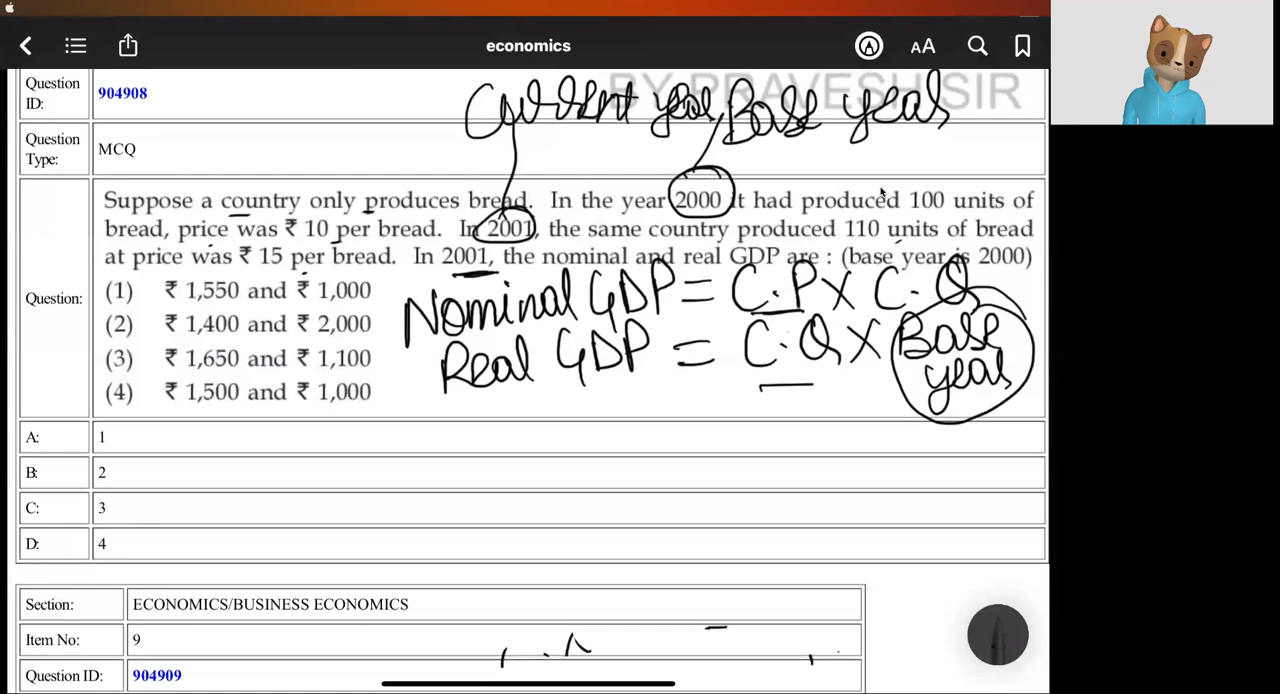 economics
AA
BY PRAVESH SIR
Question ID:
904908
Current year, Base year
Question Type:
MCQ
Question:
Suppose a country only produces bread. In the year 2000 it had produced 100 units of
bread, price was ₹ 10 per bread. In 2001, the same country produced 110 units of bread
at price was ₹ 15 per bread. In 2001, the nominal and real GDP are : (base year is 2000)
(1) ₹ 1,550 and ₹ 1,000
(2) ₹ 1,400 and ₹ 2,000
(3) ₹ 1,650 and ₹ 1,100
(4) ₹ 1,500 and ₹ 1,000
Nominal GDP = C.P X C.Q
Real GDP = C.Q X Base year
A: 1
B: 2
C: 3
D: 4
Section: ECONOMICS/BUSINESS ECONOMICS
Item No: 9
Question ID: 904909